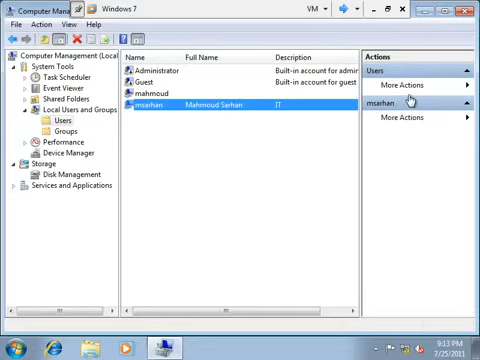 Computer Mana
Windows 7
VM
File Action View Help
Computer Management (Local
System Tools
Task Scheduler
Event Viewer
Shared Folders
Local Users and Groups
Users
Groups
Performance
Device Manager
Storage
Disk Management
Services and Applications
Name Full Name Description
Administrator Built-in account for admin
Guest Built-in account for guest
mahmoud
msarhan Mahmoud Sarhan IT
Actions
Users
More Actions
msarhan
More Actions
9:13 PM
7/25/2011